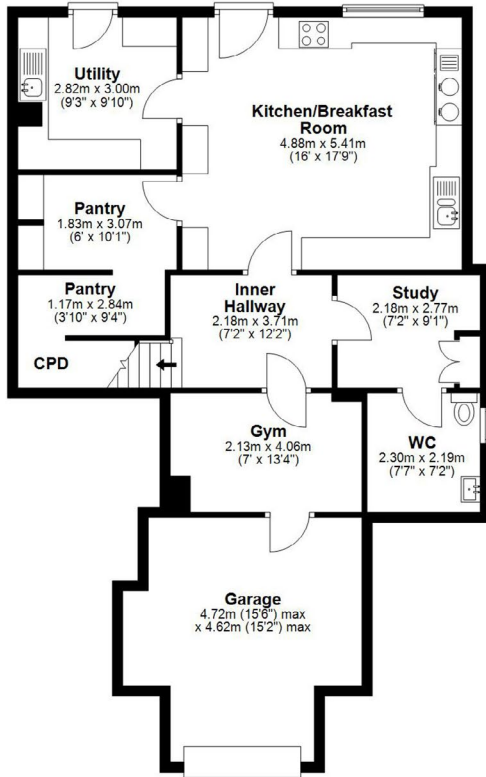 Utility
2.82m x 3.00m
(9'3" x 9'10")
Kitchen/Breakfast
Room
4.88m x 5.41m
(16' x 17'9")
Pantry
1.83m x 3.07m
(6' x 10'1")
Pantry
1.17m x 2.84m
(3'10" x 9'4")
CPD
Inner
Hallway
2.18m x 3.71m
(7'2" x 12'2")
Study
2.18m x 2.77m
(7'2" x 9'1")
Gym
2.13m x 4.06m
(7' x 13'4")
WC
2.30m x 2.19m
(7'7" x 7'2")
Garage
4.72m (15'6") max
x 4.62m (15'2") max